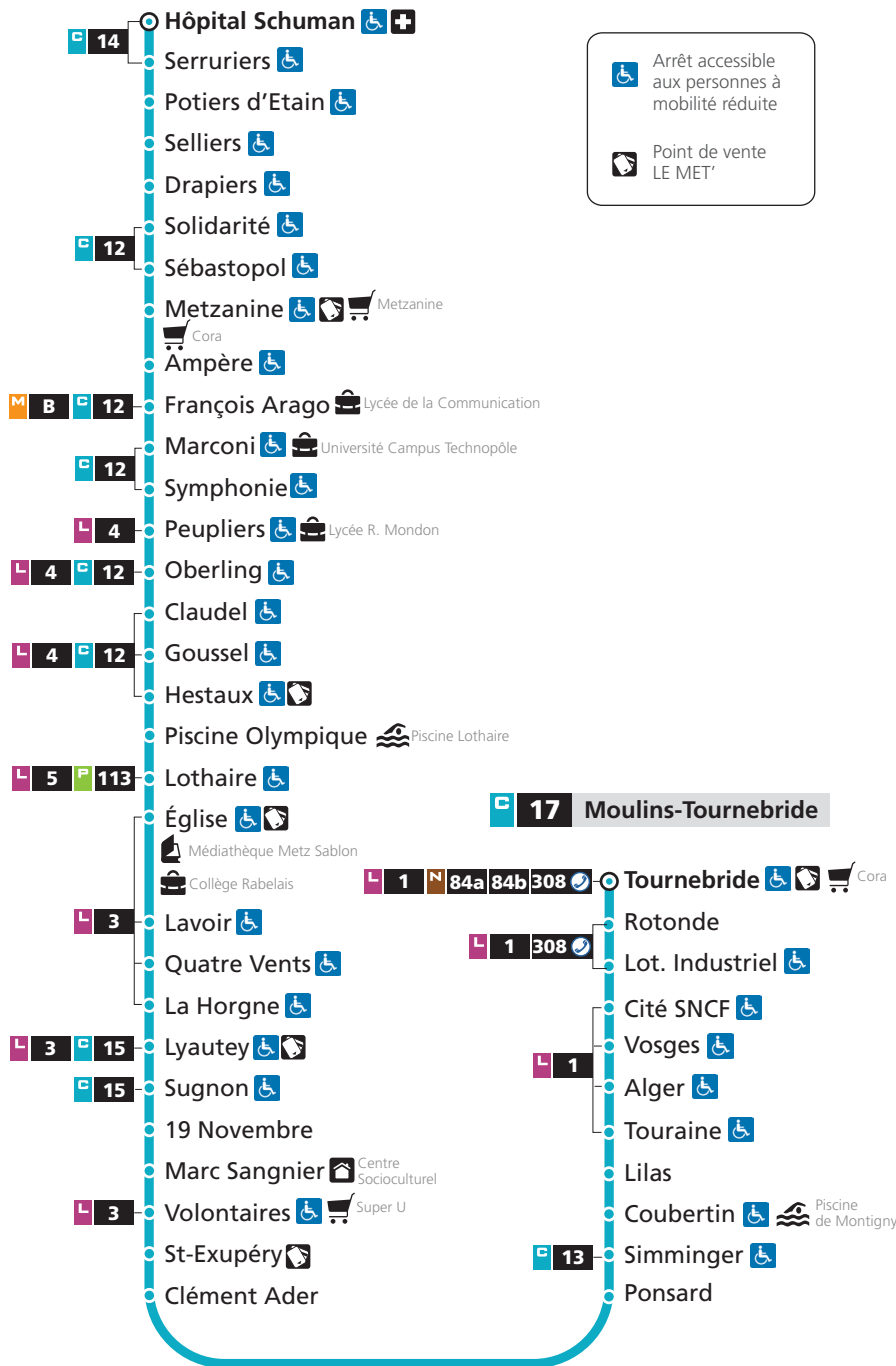 C 14 Hôpital Schuman
Serruriers
Potiers d'Etain
Selliers
Drapiers
C 12 Solidarité
Sébastopol
Metzanine Metzanine
Cora
Ampère
M B C 12 François Arago Lycée de la Communication
C 12 Marconi Université Campus Technopôle
Symphonie
L 4 Peupliers Lycée R. Mondon
L 4 C 12 Oberling
Claudel
L 4 C 12 Goussel
Hestaux
Piscine Olympique Piscine Lothaire
L 5 P 113 Lothaire
Église
Médiathèque Metz Sablon
Collège Rabelais
L 3 Lavoir
Quatre Vents
La Horgne
L 3 C 15 Lyautey
C 15 Sugnon
19 Novembre
Marc Sangnier Centre
Socioculturel
L 3 Volontaires Super U
St-Exupéry
Clément Ader
Arrêt accessible
aux personnes à
mobilité réduite
Point de vente
LE MET'
C 17 Moulins-Tournebride
L 1 N 84a 84b 308 Tournebride Cora
Rotonde
L 1 308
Lot. Industriel
Cité SNCF
Vosges
L 1
Alger
Touraine
Lilas
Coubertin Piscine
de Montigny
C 13 Simminger
Ponsard